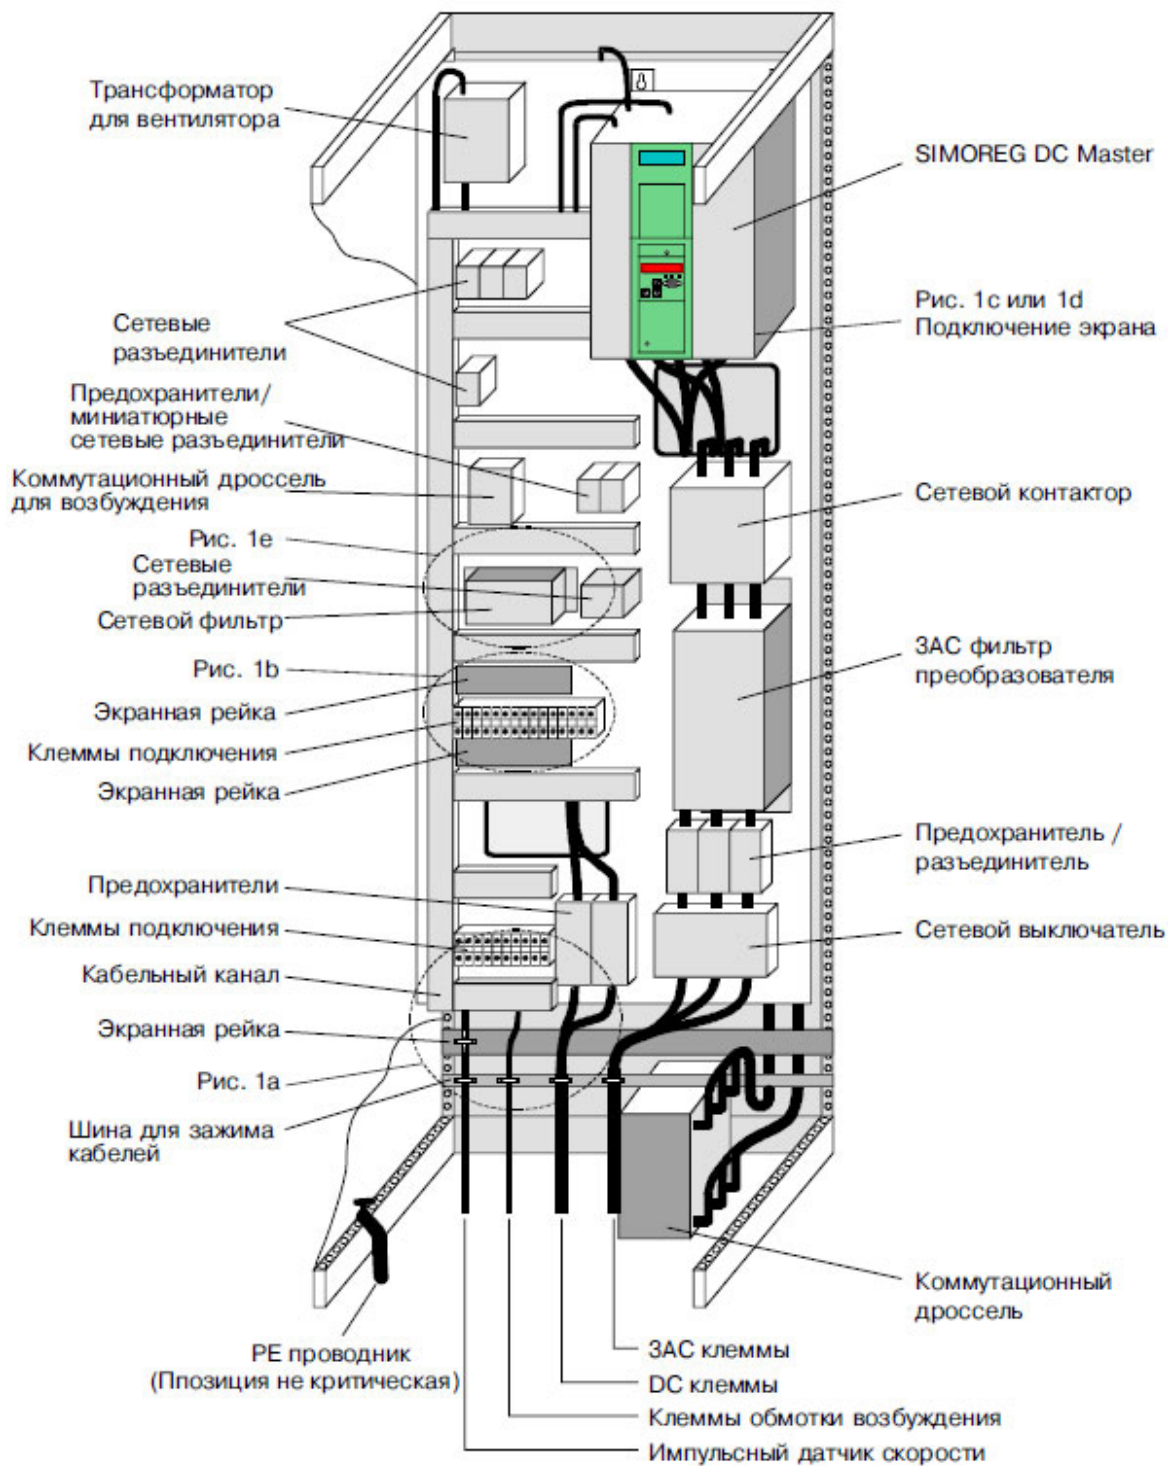 Трансформатор
для вентилятора
SIMOREG DC Master
Рис. 1c или 1d
Подключение экрана
Сетевые
разъединители
Предохранители/
миниатюрные
сетевые разъединители
Коммутационный дроссель
для возбуждения
Сетевой контактор
Рис. 1e
Сетевые
разъединители
Сетевой фильтр
3АС фильтр
преобразователя
Рис. 1b
Экранная рейка
Клеммы подключения
Экранная рейка
Предохранитель /
разъединитель
Предохранители
Клеммы подключения
Сетевой выключатель
Кабельный канал
Экранная рейка
Рис. 1a
Шина для зажима
кабелей
Коммутационный
дроссель
PE проводник
(Ппозиция не критическая)
3АС клеммы
DC клеммы
Клеммы обмотки возбуждения
Импульсный датчик скорости